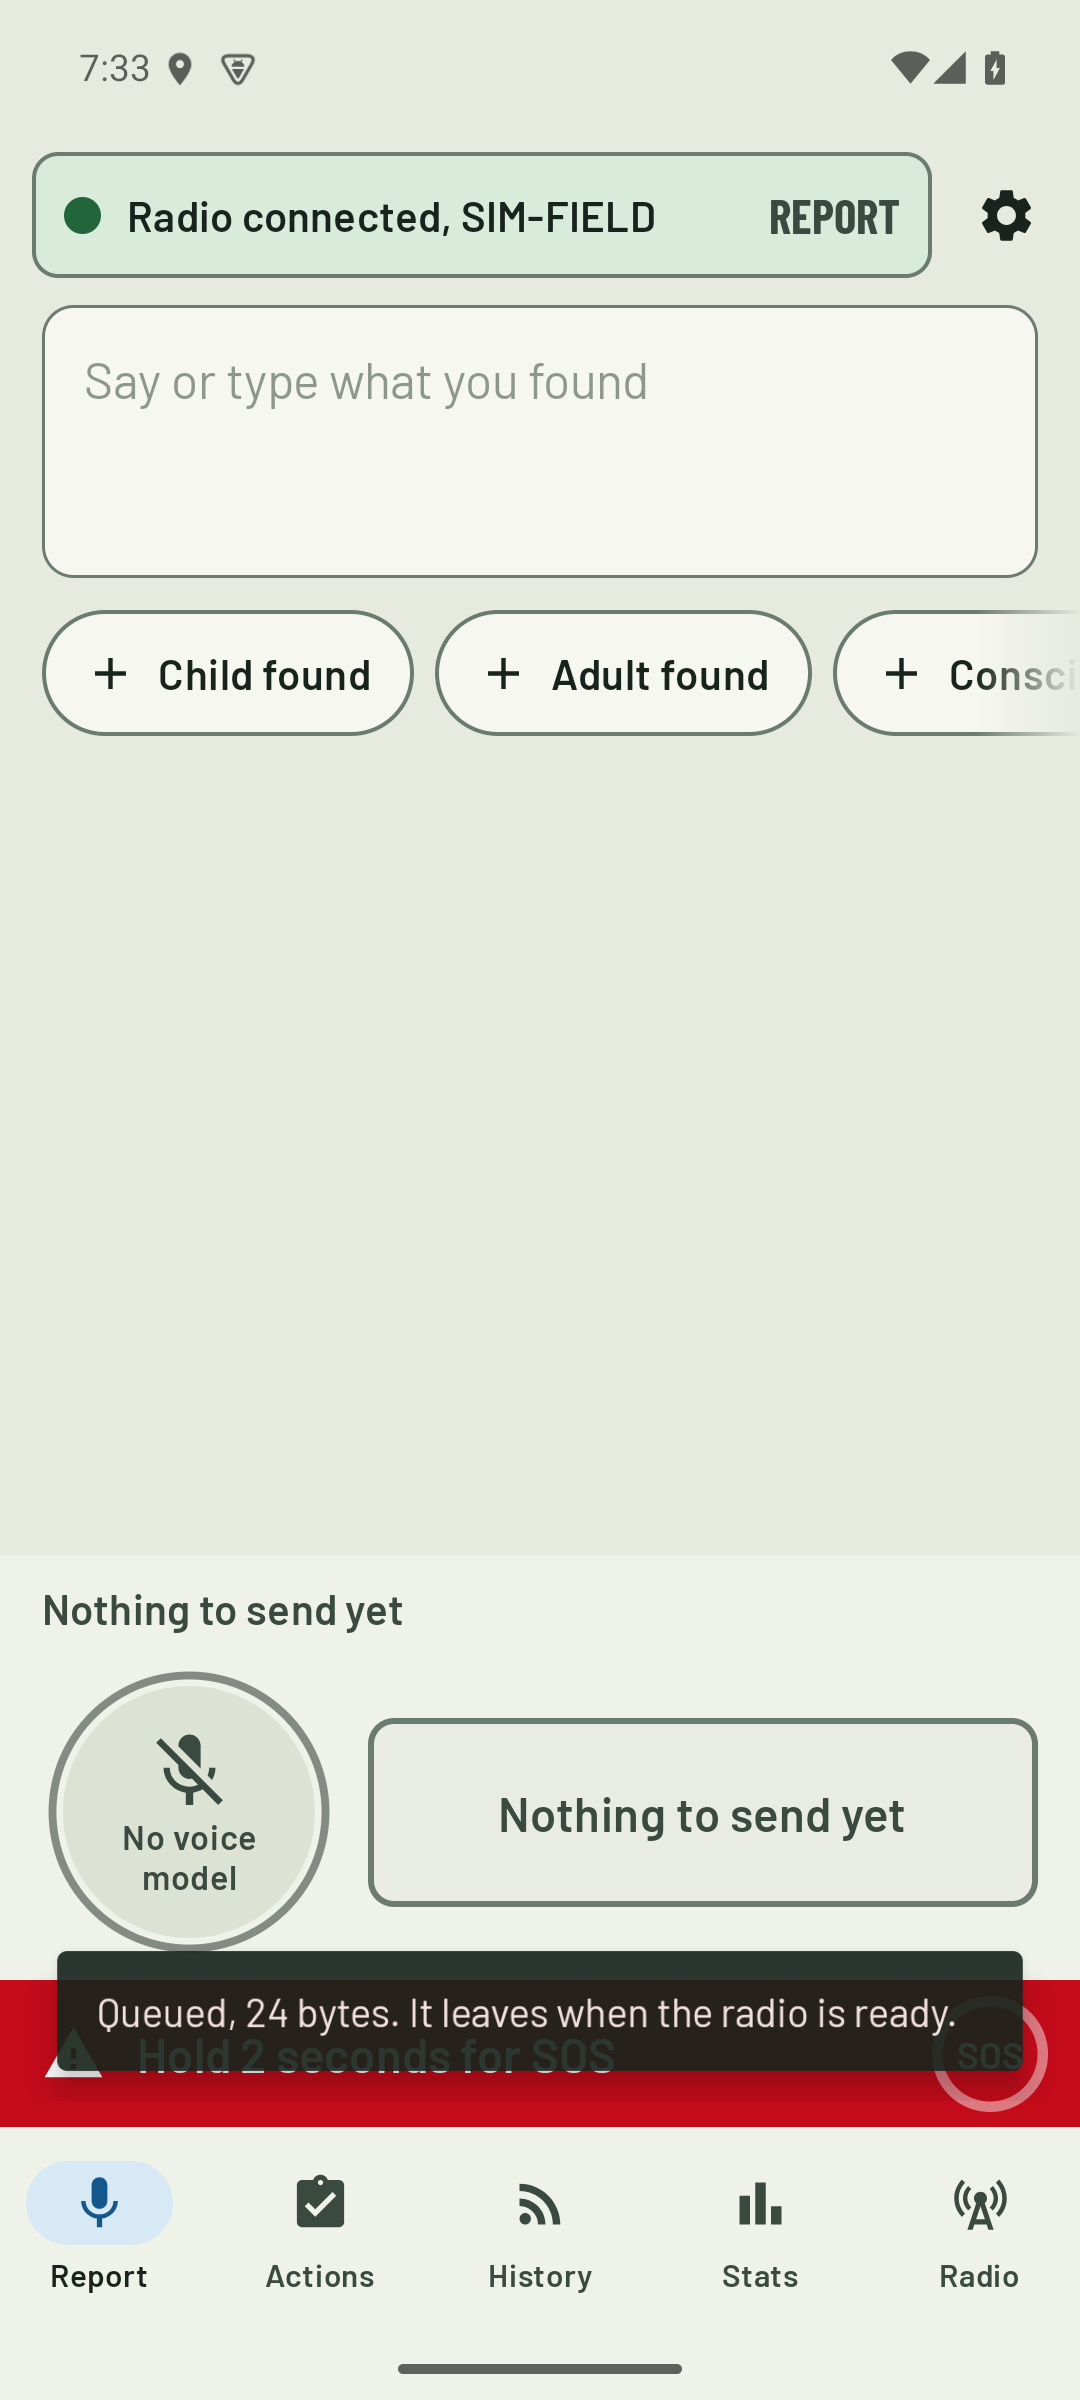 7:33
Radio connected, SIM-FIELD
REPORT
Say or type what you found
Child found
Adult found
Consci
Nothing to send yet
No voice
model
Nothing to send yet
Queued, 24 bytes. It leaves when the radio is ready.
Hold 2 seconds for SOS
SOS
Report
Actions
History
Stats
Radio